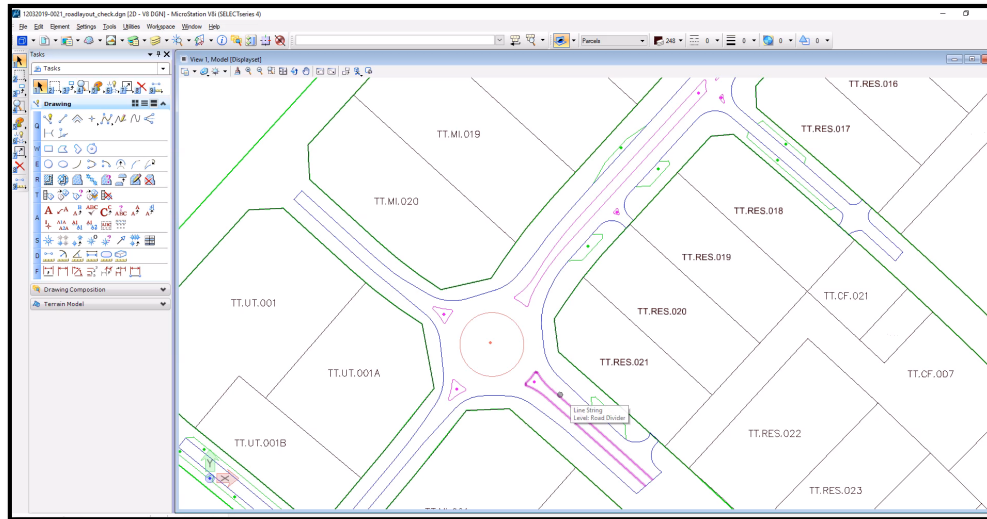 12032019-0021_roadlayout_check.dgn [2D - V8 DGN] - MicroStation V8i (SELECTseries 4)
File Edit Element Settings Tools Utilities Workspace Window Help
Parcels
248
0
0
0
0
Tasks
View 1, Model [Displayset]
Tasks
Drawing
Q
W
E
R
T
A
S
D
F
Drawing Composition
Terrain Model
TT.RES.016
TT.RES.017
TT.MI.019
TT.MI.020
TT.RES.018
TT.RES.019
TT.UT.001
TT.CF.021
TT.RES.020
TT.RES.021
TT.UT.001A
TT.CF.007
Line String
Level: Road Divider
TT.UT.001B
TT.RES.022
TT.RES.023
Y
X